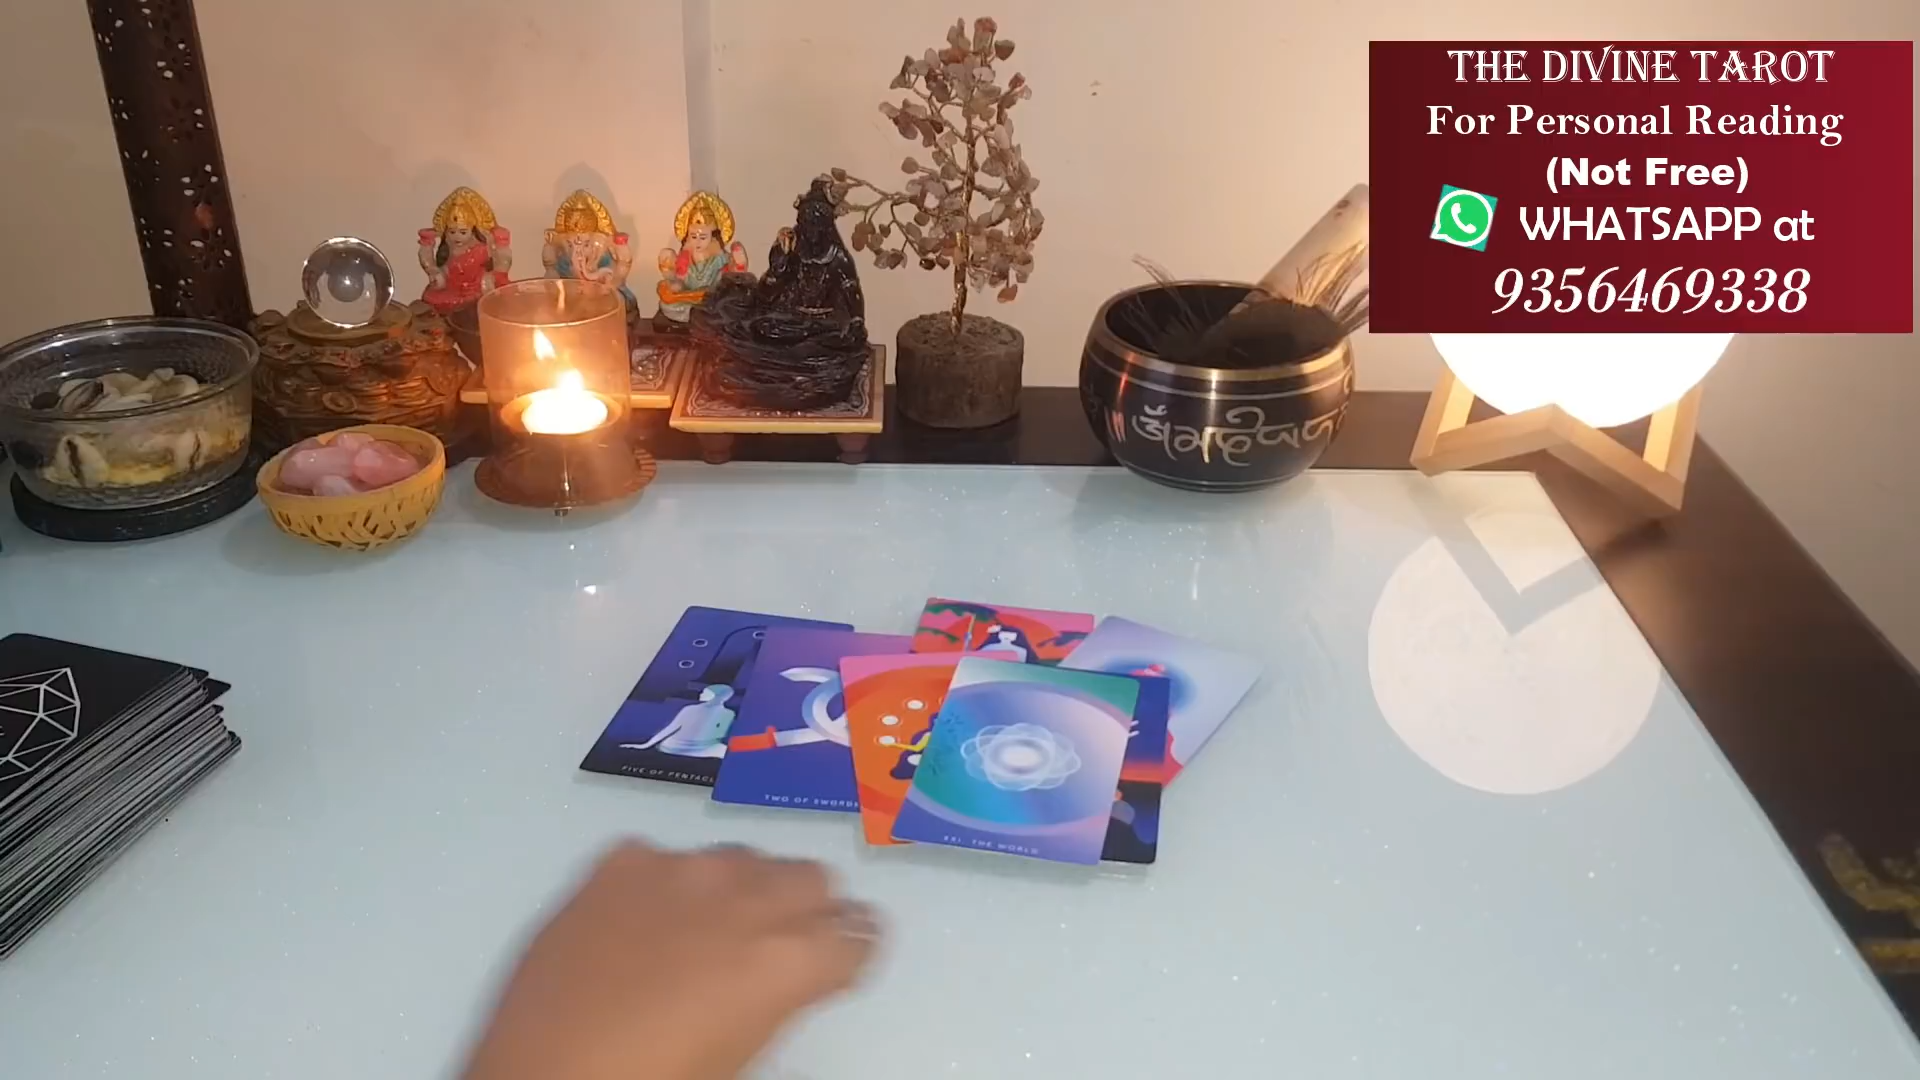 THE DIVINE TAROT
For Personal Reading
(Not Free)
WHATSAPP at
9356469338
FIVE OF PENTACL
TWO OF SWORDS
XXI. THE WORLD